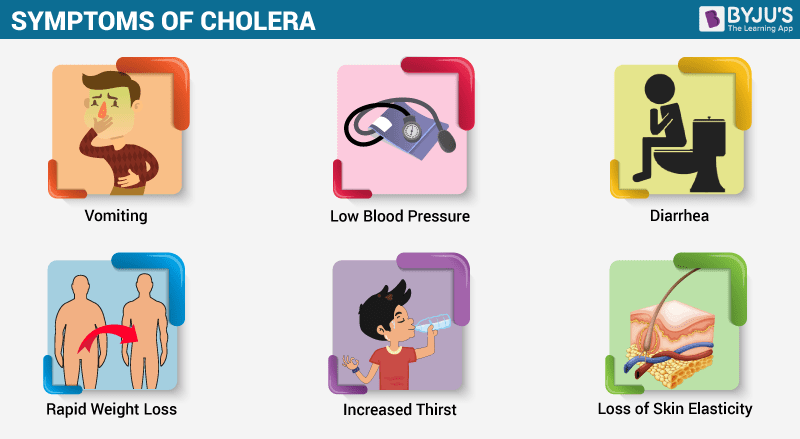 SYMPTOMS OF CHOLERA
BYJU'S
The Learning App
Vomiting
Low Blood Pressure
Diarrhea
Rapid Weight Loss
Increased Thirst
Loss of Skin Elasticity